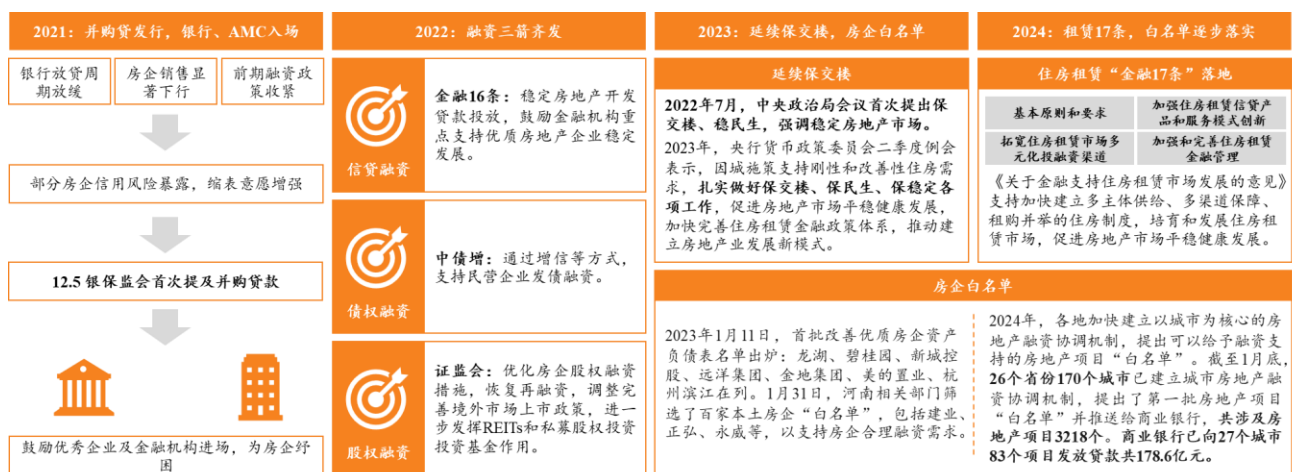 2021：并购贷发行，银行、AMC入场
银行放贷周
期放缓
房企销售显
著下行
前期融资政
策收紧
部分房企信用风险暴露，缩表意愿增强
12.5 银保监会首次提及并购贷款
鼓励优秀企业及金融机构进场，为房企纾
困
2022：融资三箭齐发
信贷融资
金融16条：稳定房地产开发
贷款投放，鼓励金融机构重
点支持优质房地产企业稳定
发展。
债权融资
中债增：通过增信等方式，
支持民营企业发债融资。
股权融资
证监会：优化房企股权融资
措施，恢复再融资，调整完
善境外市场上市政策，进一
步发挥REITs和私募股权投资
投资基金作用。
2023：延续保交楼，房企白名单
延续保交楼
2022年7月，中央政治局会议首次提出保
交楼、稳民生，强调稳定房地产市场。
2023年，央行货币政策委员会二季度例会
表示，因城施策支持刚性和改善性住房需
求，扎实做好保交楼、保民生、保稳定各
项工作，促进房地产市场平稳健康发展，
加快完善住房租赁金融政策体系，推动建
立房地产业发展新模式。
2024：租赁17条，白名单逐步落实
住房租赁“金融17条”落地
基本原则和要求
加强住房租赁信贷产
品和服务模式创新
拓宽住房租赁市场多
元化投融资渠道
加强和完善住房租赁
金融管理
《关于金融支持住房租赁市场发展的意见》
支持加快建立多主体供给、多渠道保障、
租购并举的住房制度，培育和发展住房租
赁市场，促进房地产市场平稳健康发展。
房企白名单
2023年1月11日，首批改善优质房企资产
负债表名单出炉：龙湖、碧桂园、新城控
股、远洋集团、金地集团、美的置业、杭
州滨江在列。1月31日，河南相关部门筛
选了百家本土房企“白名单”，包括建业、
正弘、永威等，以支持房企合理融资需求。
2024年，各地加快建立以城市为核心的房
地产融资协调机制，提出可以给予融资支
持的房地产项目“白名单”。截至1月底，
26个省份170个城市已建立城市房地产融
资协调机制，提出了第一批房地产项目
“白名单”并推送给商业银行，共涉及房
地产项目3218个。商业银行已向27个城市
83个项目发放贷款共178.6亿元。